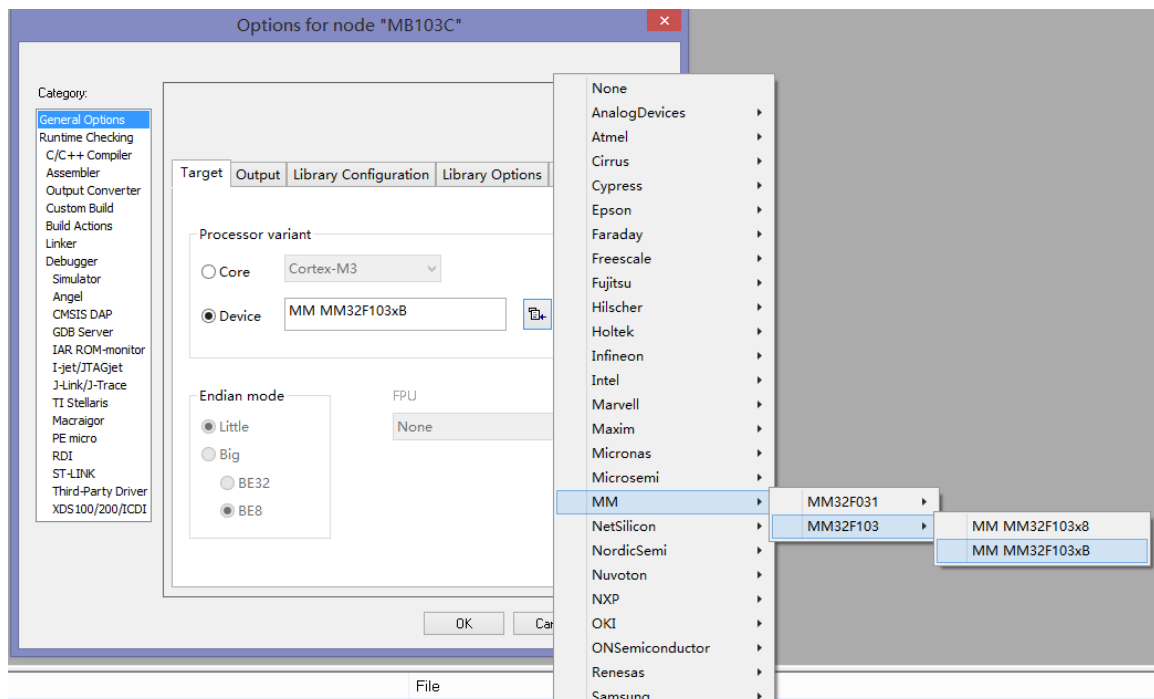 Options for node "MB103C"
Category:
General Options
Runtime Checking
C/C++ Compiler
Assembler
Output Converter
Custom Build
Build Actions
Linker
Debugger
Simulator
Angel
CMSIS DAP
GDB Server
IAR ROM-monitor
I-jet/JTAGjet
J-Link/J-Trace
TI Stellaris
Macraigor
PE micro
RDI
ST-LINK
Third-Party Driver
XDS100/200/ICDI
Target Output Library Configuration Library Options
Processor variant
Core Cortex-M3
Device MM MM32F103xB
Endian mode
Little
Big
BE32
BE8
FPU
None
OK
None
AnalogDevices
Atmel
Cirrus
Cypress
Epson
Faraday
Freescale
Fujitsu
Hilscher
Holtek
Infineon
Intel
Marvell
Maxim
Micronas
Microsemi
MM
NetSilicon
NordicSemi
Nuvoton
NXP
OKI
ONSemiconductor
Renesas
Samsung
MM32F031
MM32F103
MM MM32F103x8
MM MM32F103xB
File